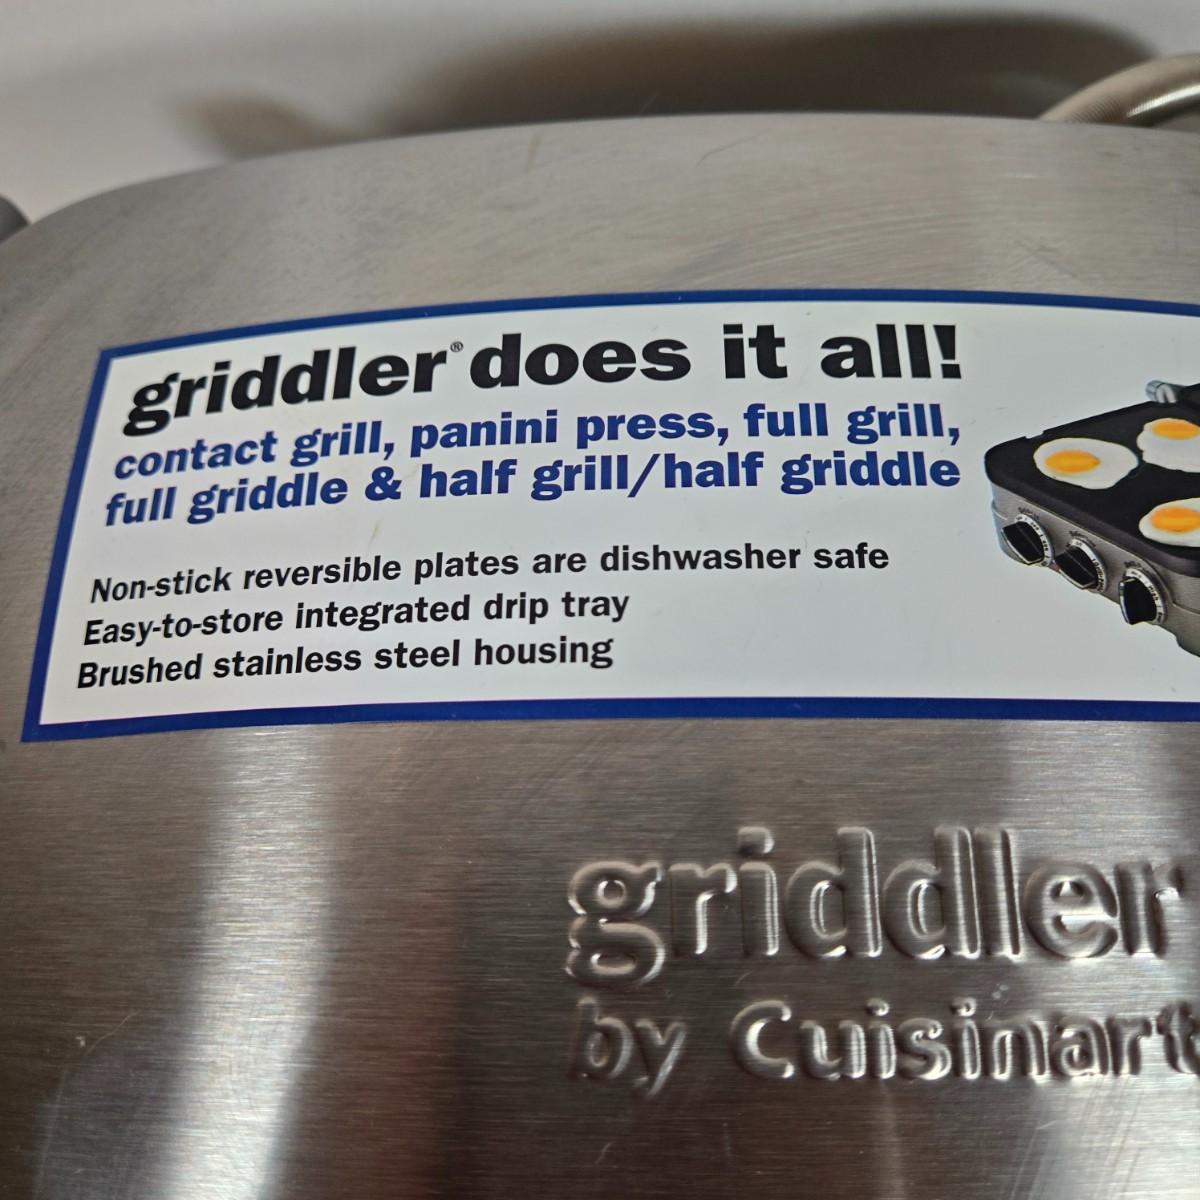 griddler® does it all!
contact grill, panini press, full grill,
full griddle & half grill/half griddle
Non-stick reversible plates are dishwasher safe
Easy-to-store integrated drip tray
Brushed stainless steel housing
griddler
by Cuisinart